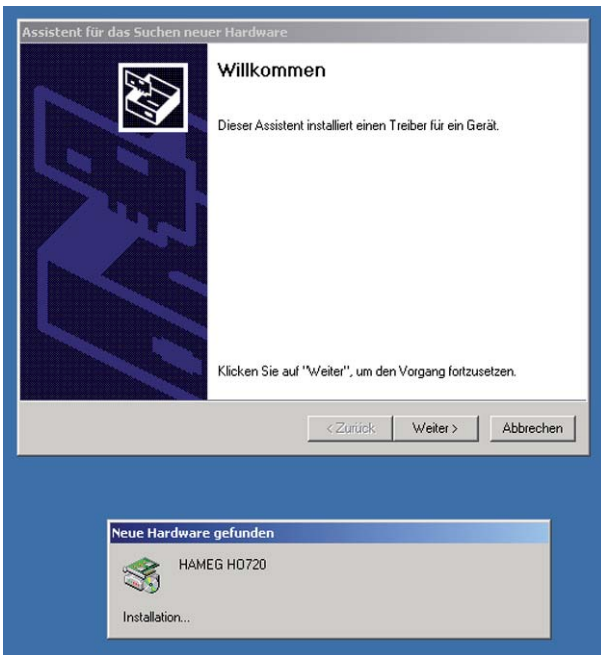 Assistent für das Suchen neuer Hardware
Willkommen
Dieser Assistent installiert einen Treiber für ein Gerät.
Klicken Sie auf "Weiter", um den Vorgang fortzusetzen.
< Zurück
Weiter >
Abbrechen
Neue Hardware gefunden
HAMEG HO720
Installation...